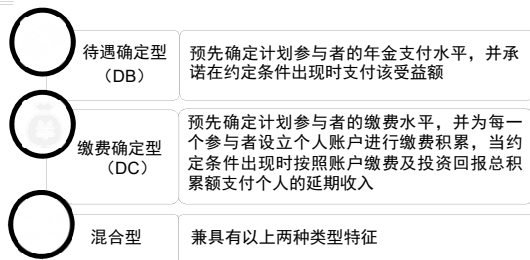 待遇确定型
（DB）
预先确定计划参与者的年金支付水平，并承
诺在约定条件出现时支付该受益额
缴费确定型
（DC）
预先确定计划参与者的缴费水平，并为每一
个参与者设立个人账户进行缴费积累，当约
定条件出现时按照账户缴费及投资回报总积
累额支付个人的延期收入
混合型
兼具有以上两种类型特征